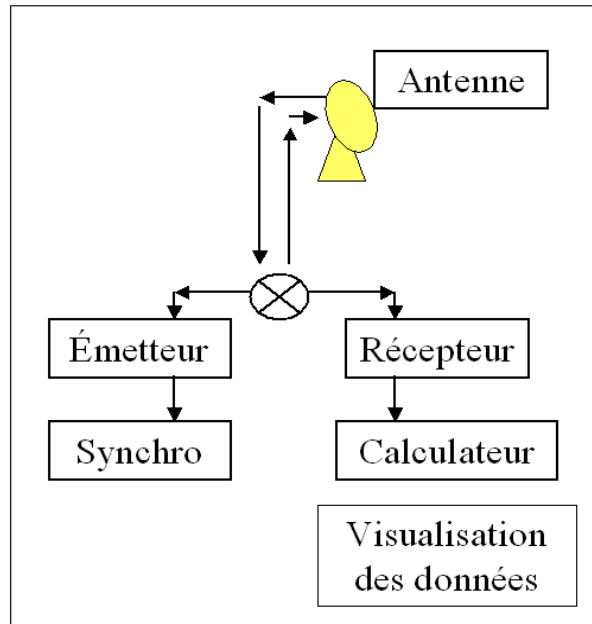 Antenne
Émetteur
Récepteur
Synchro
Calculateur
Visualisation
des données